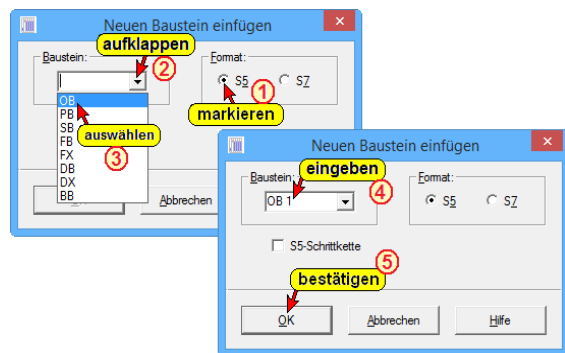 Neuen Baustein einfügen
×
aufklappen
Baustein:
2
Format:
S5
S7
1
markieren
OB
PB
SB
FB
FX
DB
DX
BB
auswählen
3
Abbrechen
Neuen Baustein einfügen
×
Baustein:
eingeben
OB 1
4
Format:
S5
S7
S5-Schrittkette
5
bestätigen
OK
Abbrechen
Hilfe